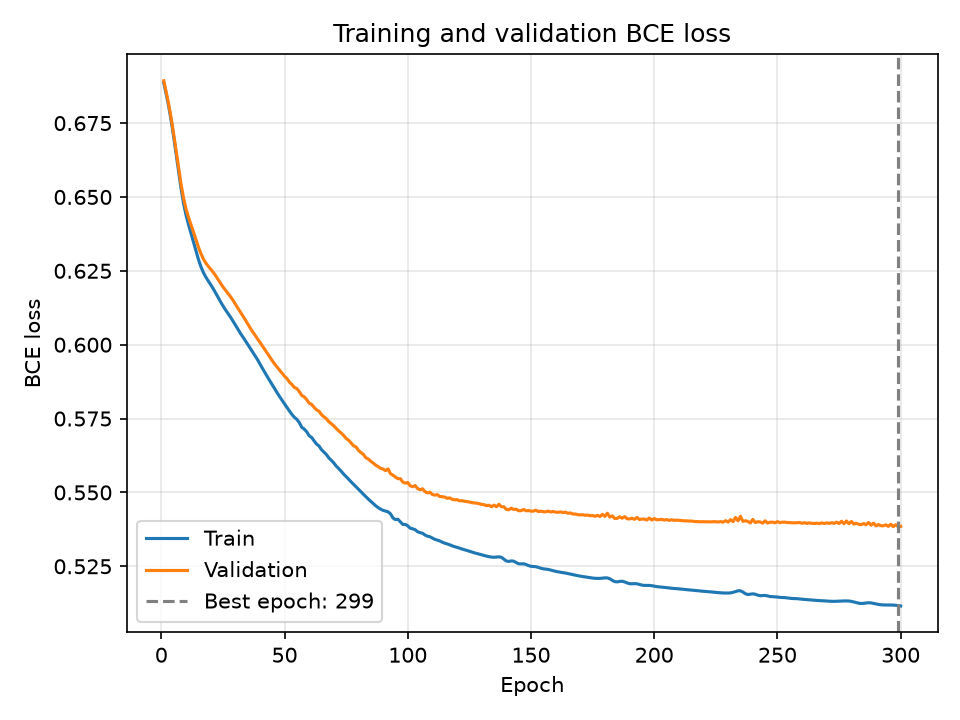 Training and validation BCE loss
BCE loss
0.675
0.650
0.625
0.600
0.575
0.550
0.525
Train
Validation
Best epoch: 299
0 50 100 150 200 250 300
Epoch